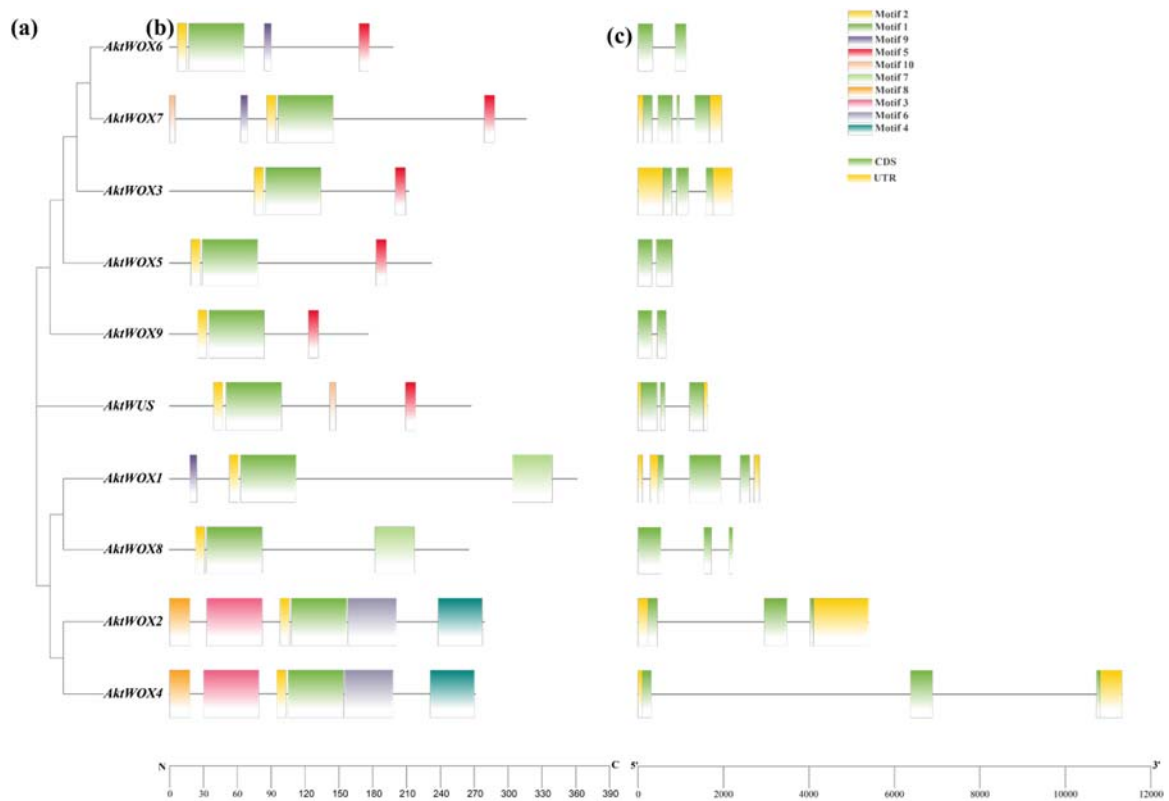 (a)
(b)
(c)
AktWOX6
AktWOX7
AktWOX3
AktWOX5
AktWOX9
AktWUS
AktWOX1
AktWOX8
AktWOX2
AktWOX4
Motif 2
Motif 1
Motif 9
Motif 5
Motif 10
Motif 7
Motif 8
Motif 3
Motif 6
Motif 4
CDS
UTR
N C
0 30 60 90 120 150 180 210 240 270 300 330 360 390
5' 3'
0 2000 4000 6000 8000 10000 12000